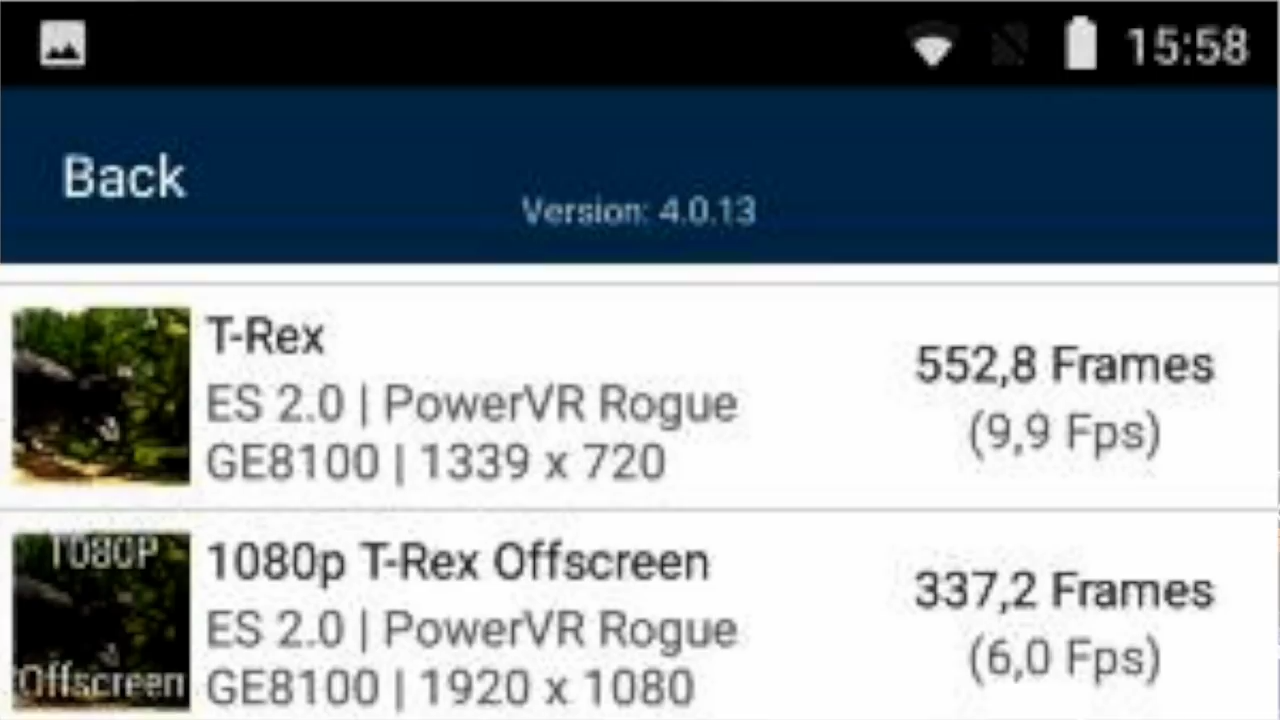 15:58
Back
Version: 4.0.13
T-Rex
ES 2.0 | PowerVR Rogue
GE8100 | 1339 x 720
552,8 Frames
(9,9 Fps)
1080P
Offscreen
1080p T-Rex Offscreen
ES 2.0 | PowerVR Rogue
GE8100 | 1920 x 1080
337,2 Frames
(6,0 Fps)